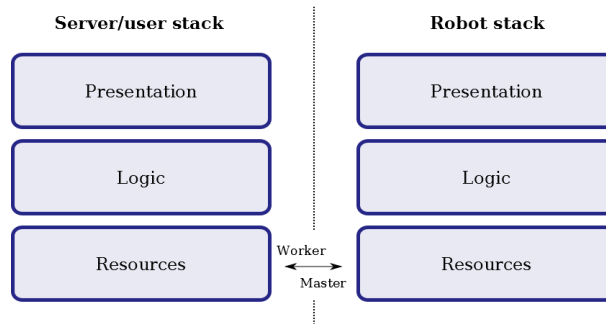 Server/user stack
Robot stack
Presentation
Presentation
Logic
Logic
Worker
Resources
Resources
Master